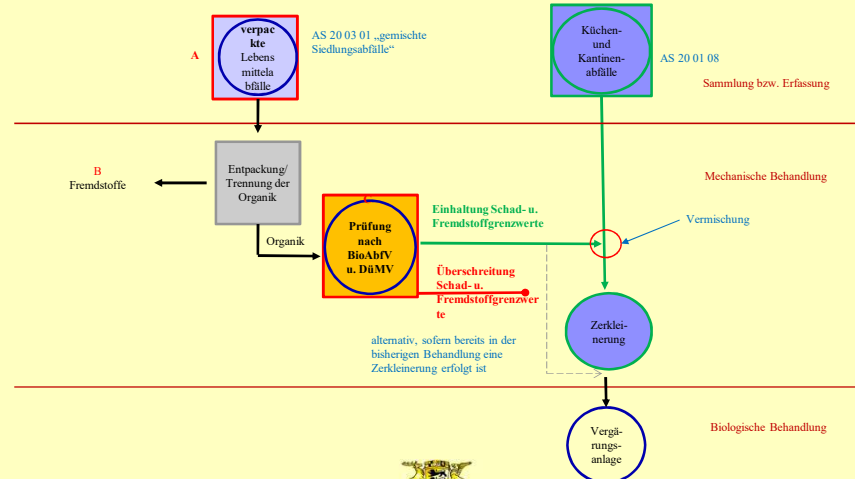 verpac
kte
Lebens
mittela
bfälle
A
AS 20 03 01 „gemischte
Siedlungsabfälle“
Küchen-
und
Kantinen-
abfälle
AS 20 01 08
Sammlung bzw. Erfassung
B
Fremdstoffe
Entpackung/
Trennung der
Organik
Mechanische Behandlung
Organik
Prüfung
nach
BioAbfV
u. DüMV
Einhaltung Schad- u.
Fremdstoffgrenzwerte
Vermischung
Überschreitung
Schad- u.
Fremdstoffgrenzwer
te
alternativ, sofern bereits in der
bisherigen Behandlung eine
Zerkleinerung erfolgt ist
Zerklei-
nerung
Biologische Behandlung
Vergä-
rungs-
anlage